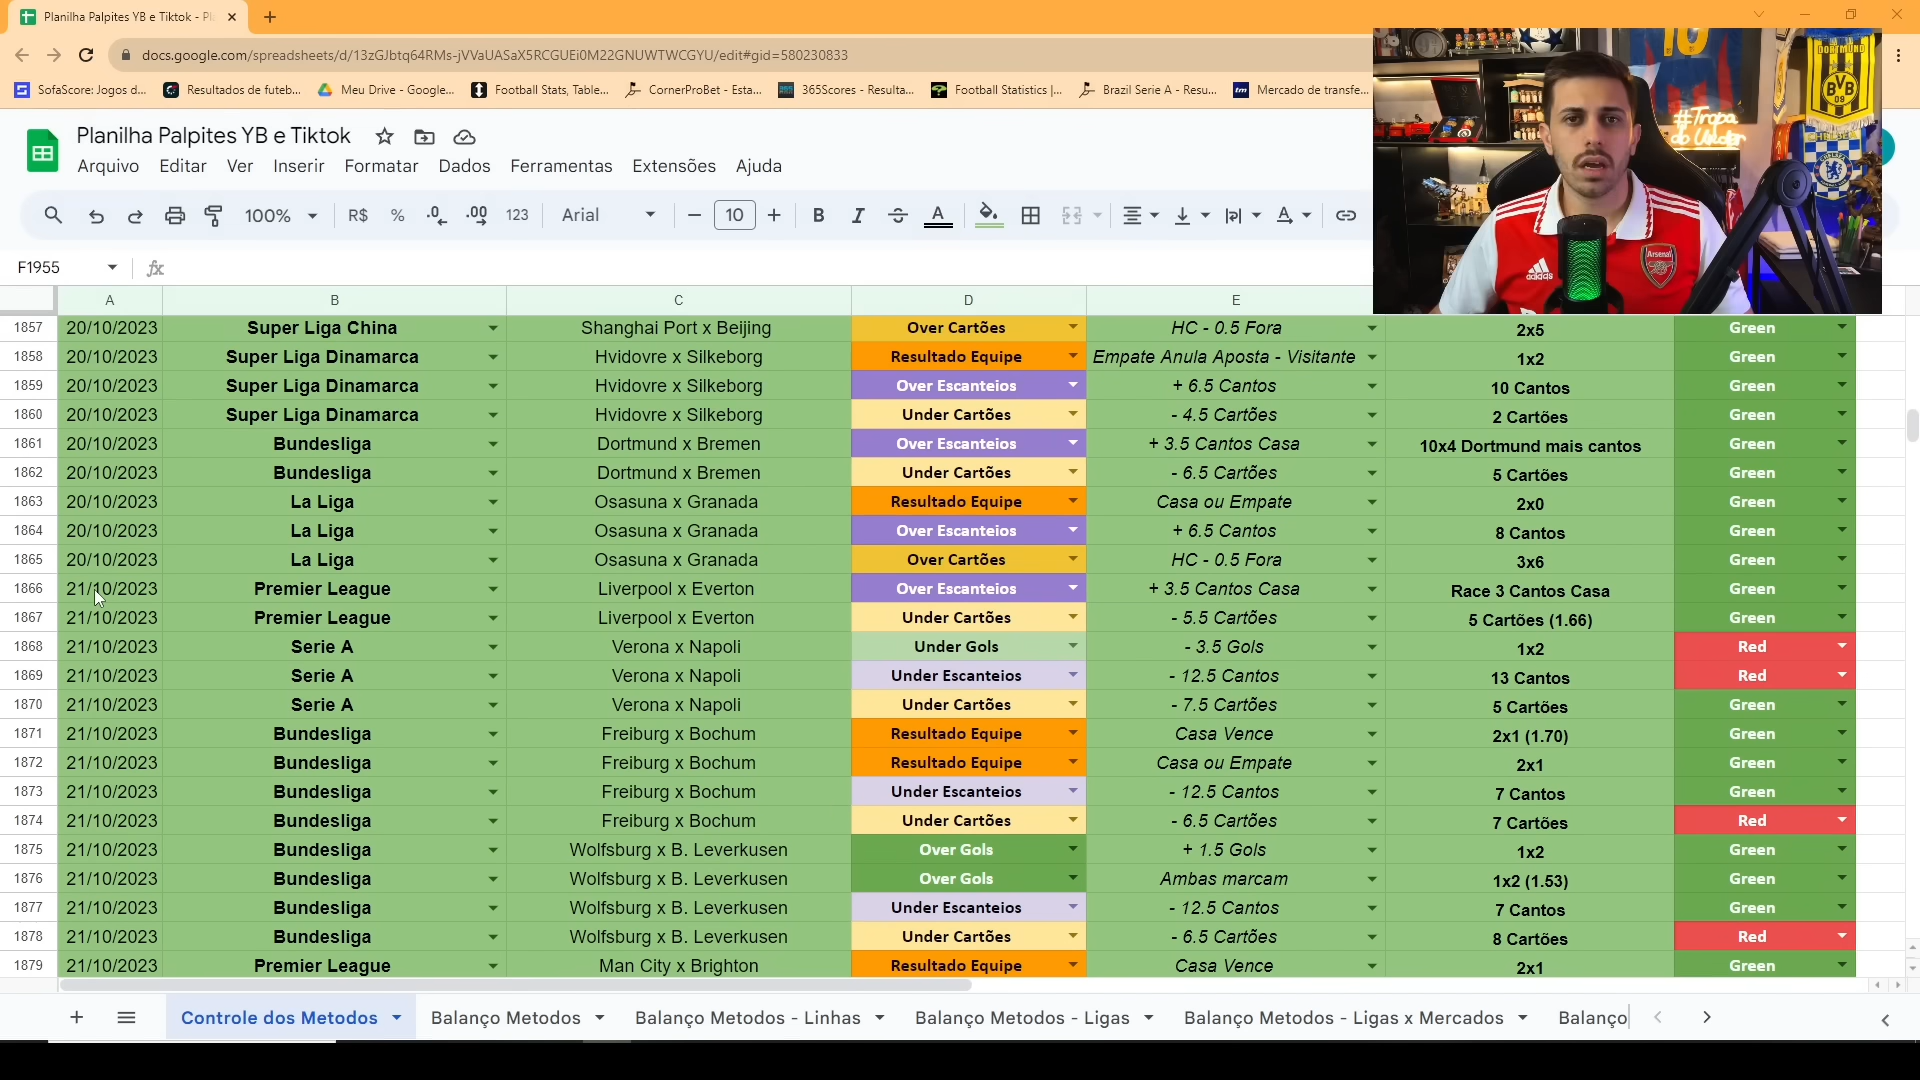 Planilha Palpites YB e Tiktok - Pl
docs.google.com/spreadsheets/d/13zGJbtq64RMs-jVVaUASaX5RCGUEi0M22GNUWTWCGYU/edit#gid=580230833
SofaScore: Jogos d... Resultados de futeb... Meu Drive - Google... Football Stats, Table... CornerProBet - Esta... 365Scores - Resulta... Football Statistics |... Brazil Serie A - Resu... Mercado de transfe...
Planilha Palpites YB e Tiktok
Arquivo Editar Ver Inserir Formatar Dados Ferramentas Extensões Ajuda
100% R$ % .0 .00 123 Arial 10 B I S A
F1955 fx
A B C D E
1857 20/10/2023 Super Liga China Shanghai Port x Beijing Over Cartões HC - 0.5 Fora 2x5 Green
1858 20/10/2023 Super Liga Dinamarca Hvidovre x Silkeborg Resultado Equipe Empate Anula Aposta - Visitante 1x2 Green
1859 20/10/2023 Super Liga Dinamarca Hvidovre x Silkeborg Over Escanteios + 6.5 Cantos 10 Cantos Green
1860 20/10/2023 Super Liga Dinamarca Hvidovre x Silkeborg Under Cartões - 4.5 Cartões 2 Cartões Green
1861 20/10/2023 Bundesliga Dortmund x Bremen Over Escanteios + 3.5 Cantos Casa 10x4 Dortmund mais cantos Green
1862 20/10/2023 Bundesliga Dortmund x Bremen Under Cartões - 6.5 Cartões 5 Cartões Green
1863 20/10/2023 La Liga Osasuna x Granada Resultado Equipe Casa ou Empate 2x0 Green
1864 20/10/2023 La Liga Osasuna x Granada Over Escanteios + 6.5 Cantos 8 Cantos Green
1865 20/10/2023 La Liga Osasuna x Granada Over Cartões HC - 0.5 Fora 3x6 Green
1866 21/10/2023 Premier League Liverpool x Everton Over Escanteios + 3.5 Cantos Casa Race 3 Cantos Casa Green
1867 21/10/2023 Premier League Liverpool x Everton Under Cartões - 5.5 Cartões 5 Cartões (1.66) Green
1868 21/10/2023 Serie A Verona x Napoli Under Gols - 3.5 Gols 1x2 Red
1869 21/10/2023 Serie A Verona x Napoli Under Escanteios - 12.5 Cantos 13 Cantos Red
1870 21/10/2023 Serie A Verona x Napoli Under Cartões - 7.5 Cartões 5 Cartões Green
1871 21/10/2023 Bundesliga Freiburg x Bochum Resultado Equipe Casa Vence 2x1 (1.70) Green
1872 21/10/2023 Bundesliga Freiburg x Bochum Resultado Equipe Casa ou Empate 2x1 Green
1873 21/10/2023 Bundesliga Freiburg x Bochum Under Escanteios - 12.5 Cantos 7 Cantos Green
1874 21/10/2023 Bundesliga Freiburg x Bochum Under Cartões - 6.5 Cartões 7 Cartões Red
1875 21/10/2023 Bundesliga Wolfsburg x B. Leverkusen Over Gols + 1.5 Gols 1x2 Green
1876 21/10/2023 Bundesliga Wolfsburg x B. Leverkusen Over Gols Ambas marcam 1x2 (1.53) Green
1877 21/10/2023 Bundesliga Wolfsburg x B. Leverkusen Under Escanteios - 12.5 Cantos 7 Cantos Green
1878 21/10/2023 Bundesliga Wolfsburg x B. Leverkusen Under Cartões - 6.5 Cartões 8 Cartões Red
1879 21/10/2023 Premier League Man City x Brighton Resultado Equipe Casa Vence 2x1 Green
Controle dos Metodos Balanço Metodos Balanço Metodos - Linhas Balanço Metodos - Ligas Balanço Metodos - Ligas x Mercados Balanço
10
DORTMUND
BVB
09
#Tropa
do Under
Arsenal